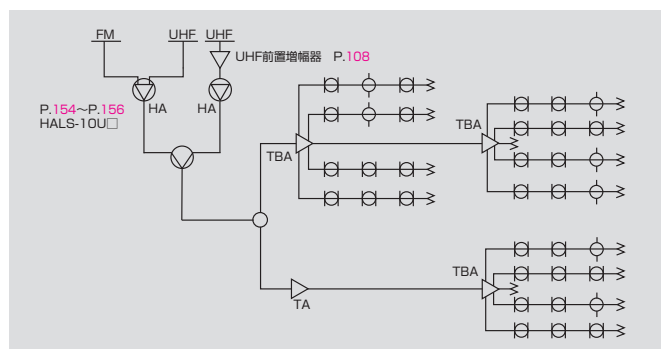 FM UHF UHF
UHF前置増幅器 P.108
P.154～P.156 HA HA
HALS-10U□
TBA
TBA
TBA
TA